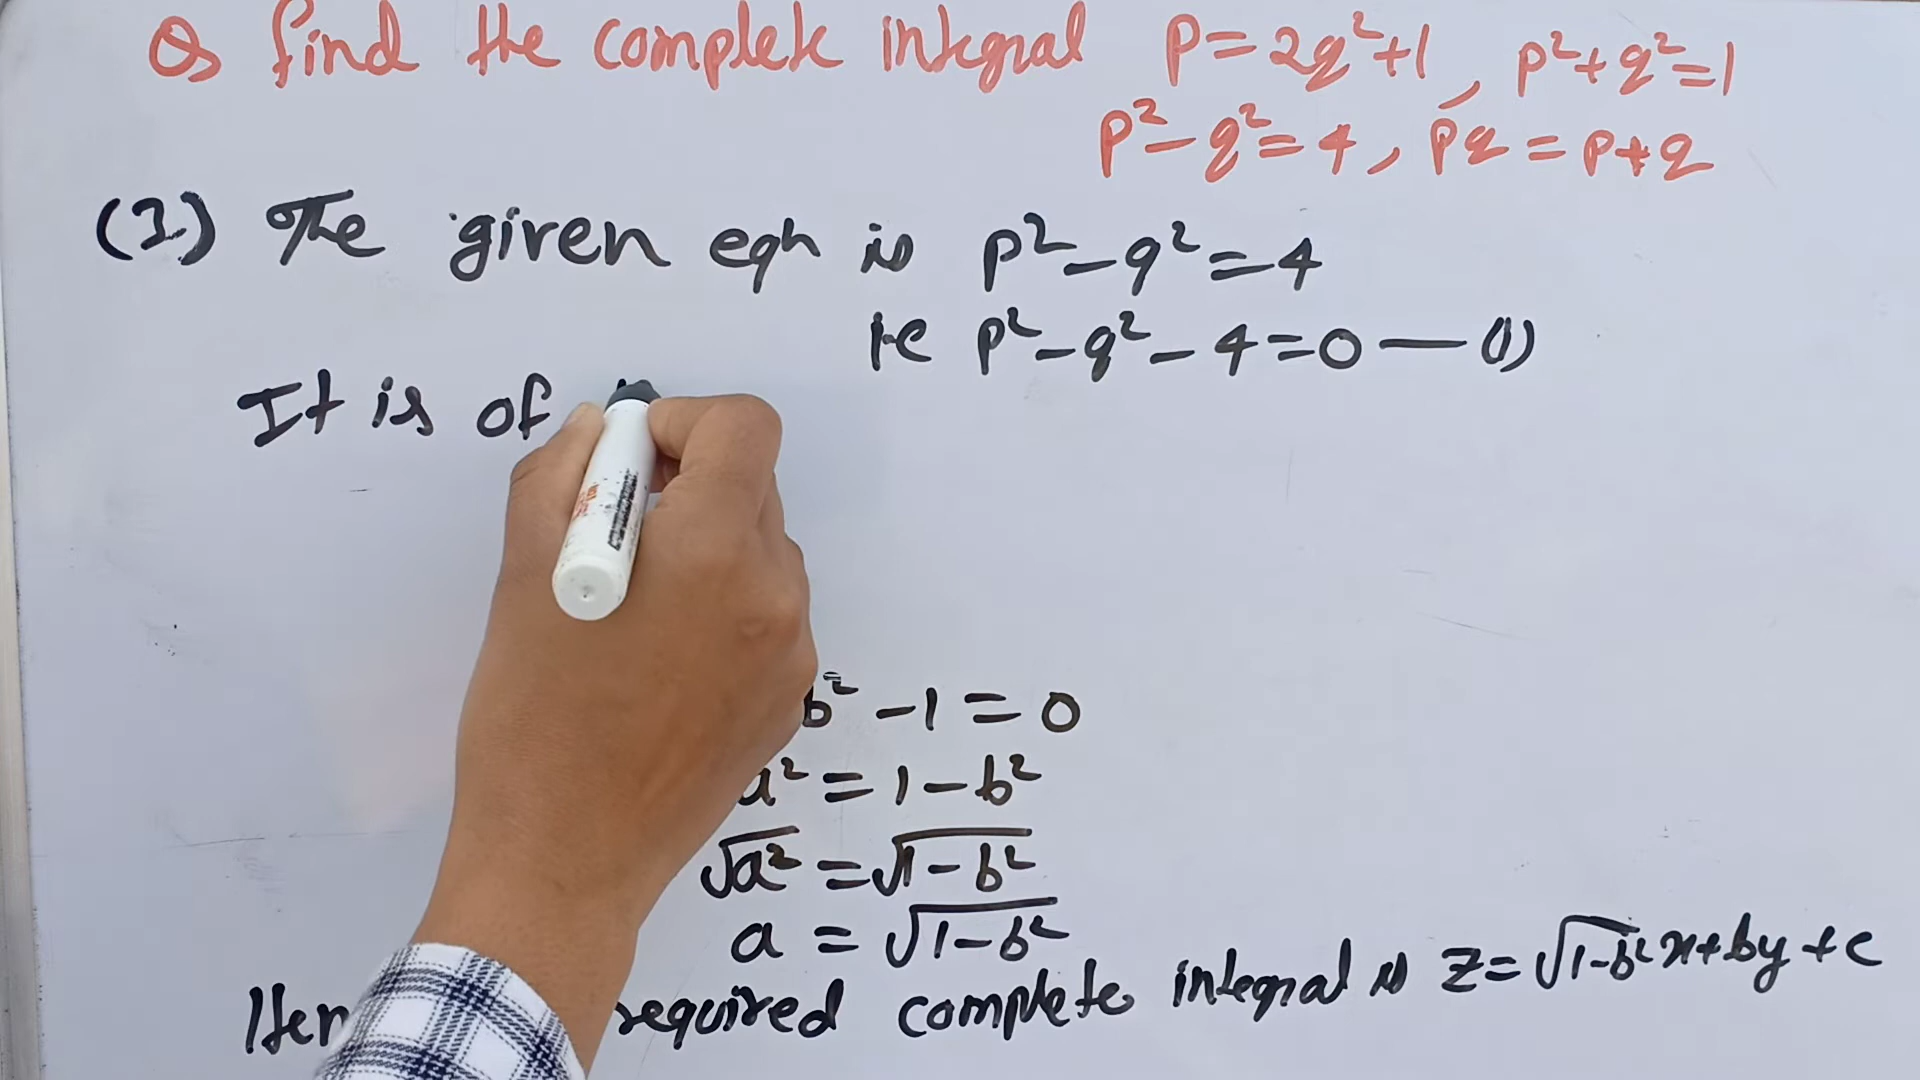 Qs find the complete integral p=2q²+1, p²+q²=1
p²-q²=4, pq=p+q
(3) The given eqn is p²-q²=4
i.e p²-q²-4=0 — (1)
It is of
b²-1=0
a²=1-b²
√a²=√1-b²
a=√1-b²
required complete integral is z=√1-b² x+by+c